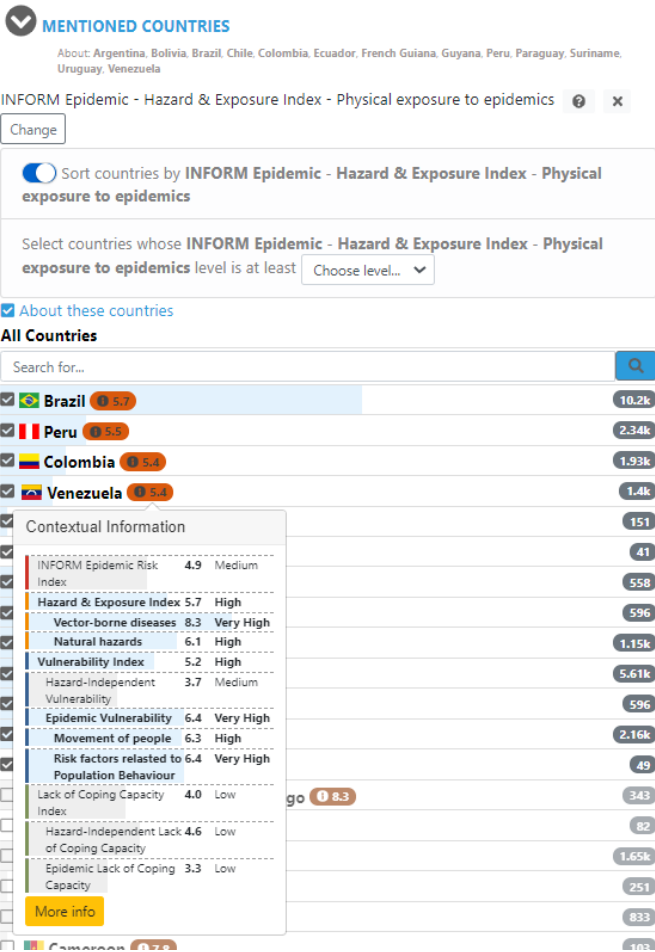 MENTIONED COUNTRIES
About: Argentina, Bolivia, Brazil, Chile, Colombia, Ecuador, French Guiana, Guyana, Peru, Paraguay, Suriname,
Uruguay, Venezuela
INFORM Epidemic - Hazard & Exposure Index - Physical exposure to epidemics ? ×
Change
Sort countries by INFORM Epidemic - Hazard & Exposure Index - Physical
exposure to epidemics
Select countries whose INFORM Epidemic - Hazard & Exposure Index - Physical
exposure to epidemics level is at least Choose level...
About these countries
All Countries
Search for...
Brazil 5.7 10.2k
Peru 5.5 2.34k
Colombia 5.4 1.93k
Venezuela 5.4 1.4k
151
Contextual Information
41
INFORM Epidemic Risk 4.9 Medium
Index
558
Hazard & Exposure Index 5.7 High
596
Vector-borne diseases 8.3 Very High
Natural hazards 6.1 High
1.15k
Vulnerability Index 5.2 High
5.61k
Hazard-Independent 3.7 Medium
Vulnerability
596
Epidemic Vulnerability 6.4 Very High
Movement of people 6.3 High
2.16k
Risk factors relasted to 6.4 Very High
Population Behaviour
49
Lack of Coping Capacity 4.0 Low
Index
go 8.3 343
82
Hazard-Independent Lack 4.6 Low
of Coping Capacity
1.65k
Epidemic Lack of Coping 3.3 Low
Capacity
251
More info
833
Cameroon 7.8 103